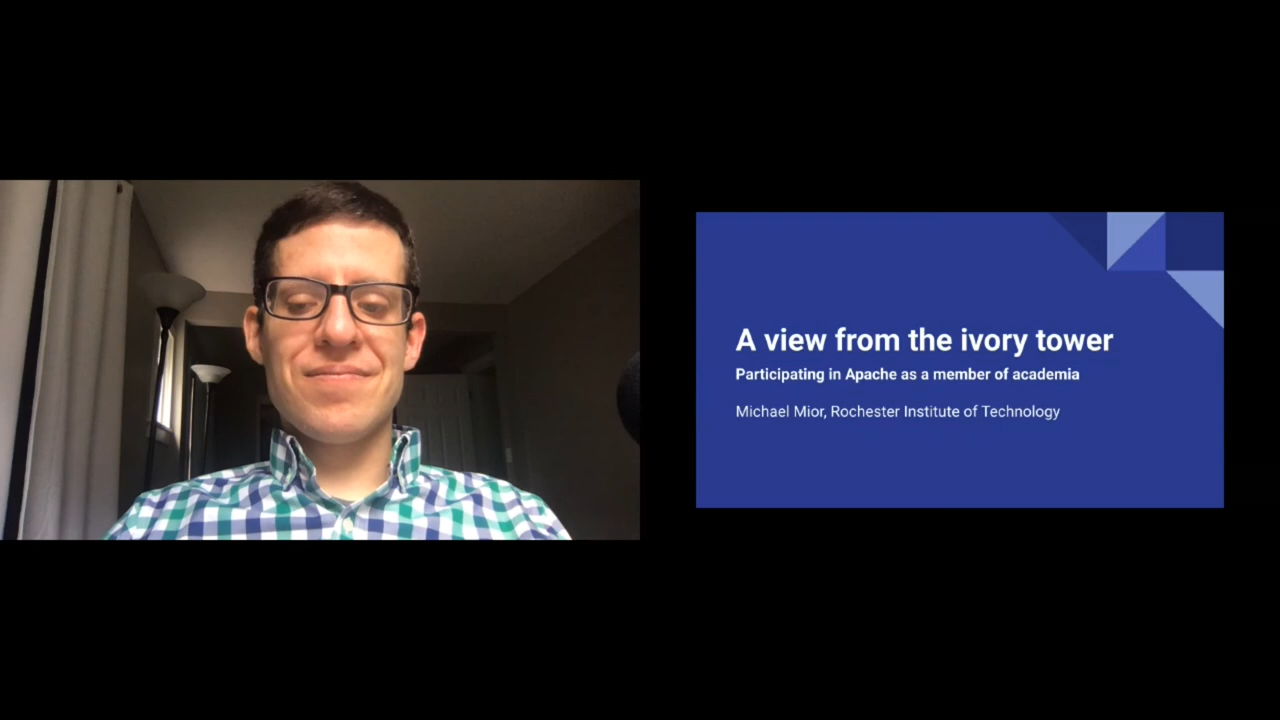 A view from the ivory tower
Participating in Apache as a member of academia
Michael Mior, Rochester Institute of Technology